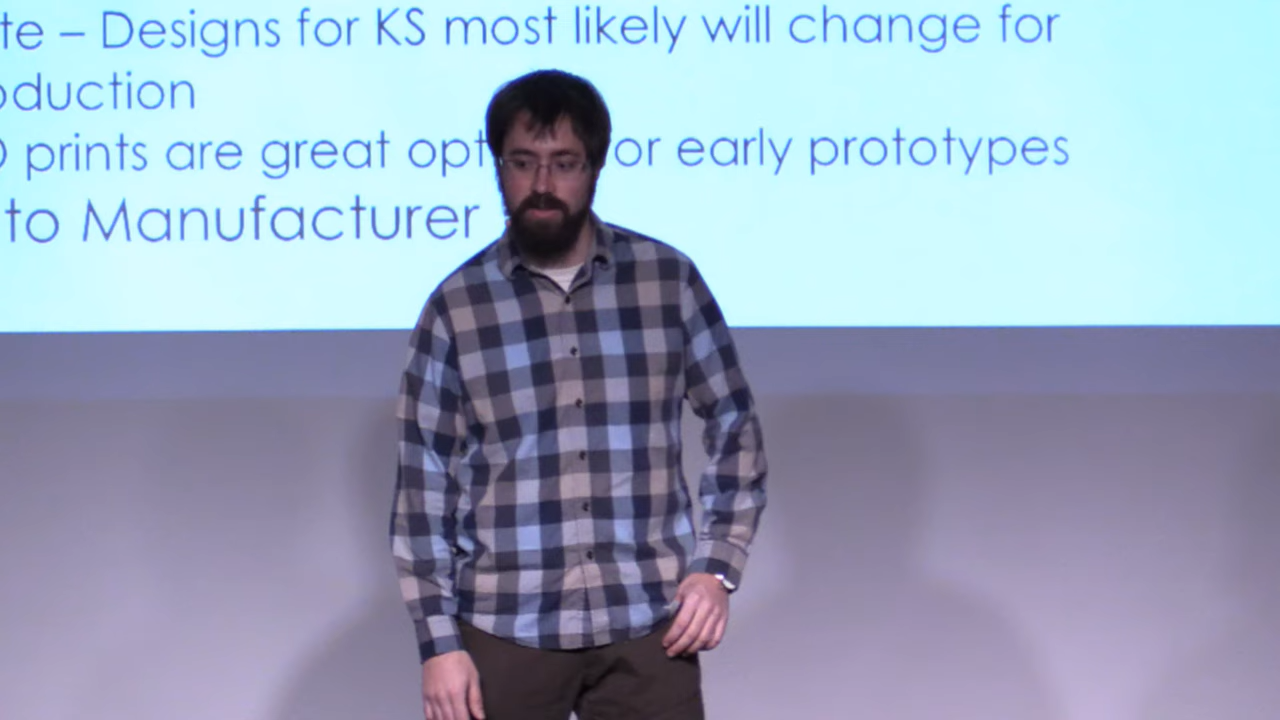 te – Designs for KS most likely will change for
oduction
prints are great opt or early prototypes
to Manufacturer